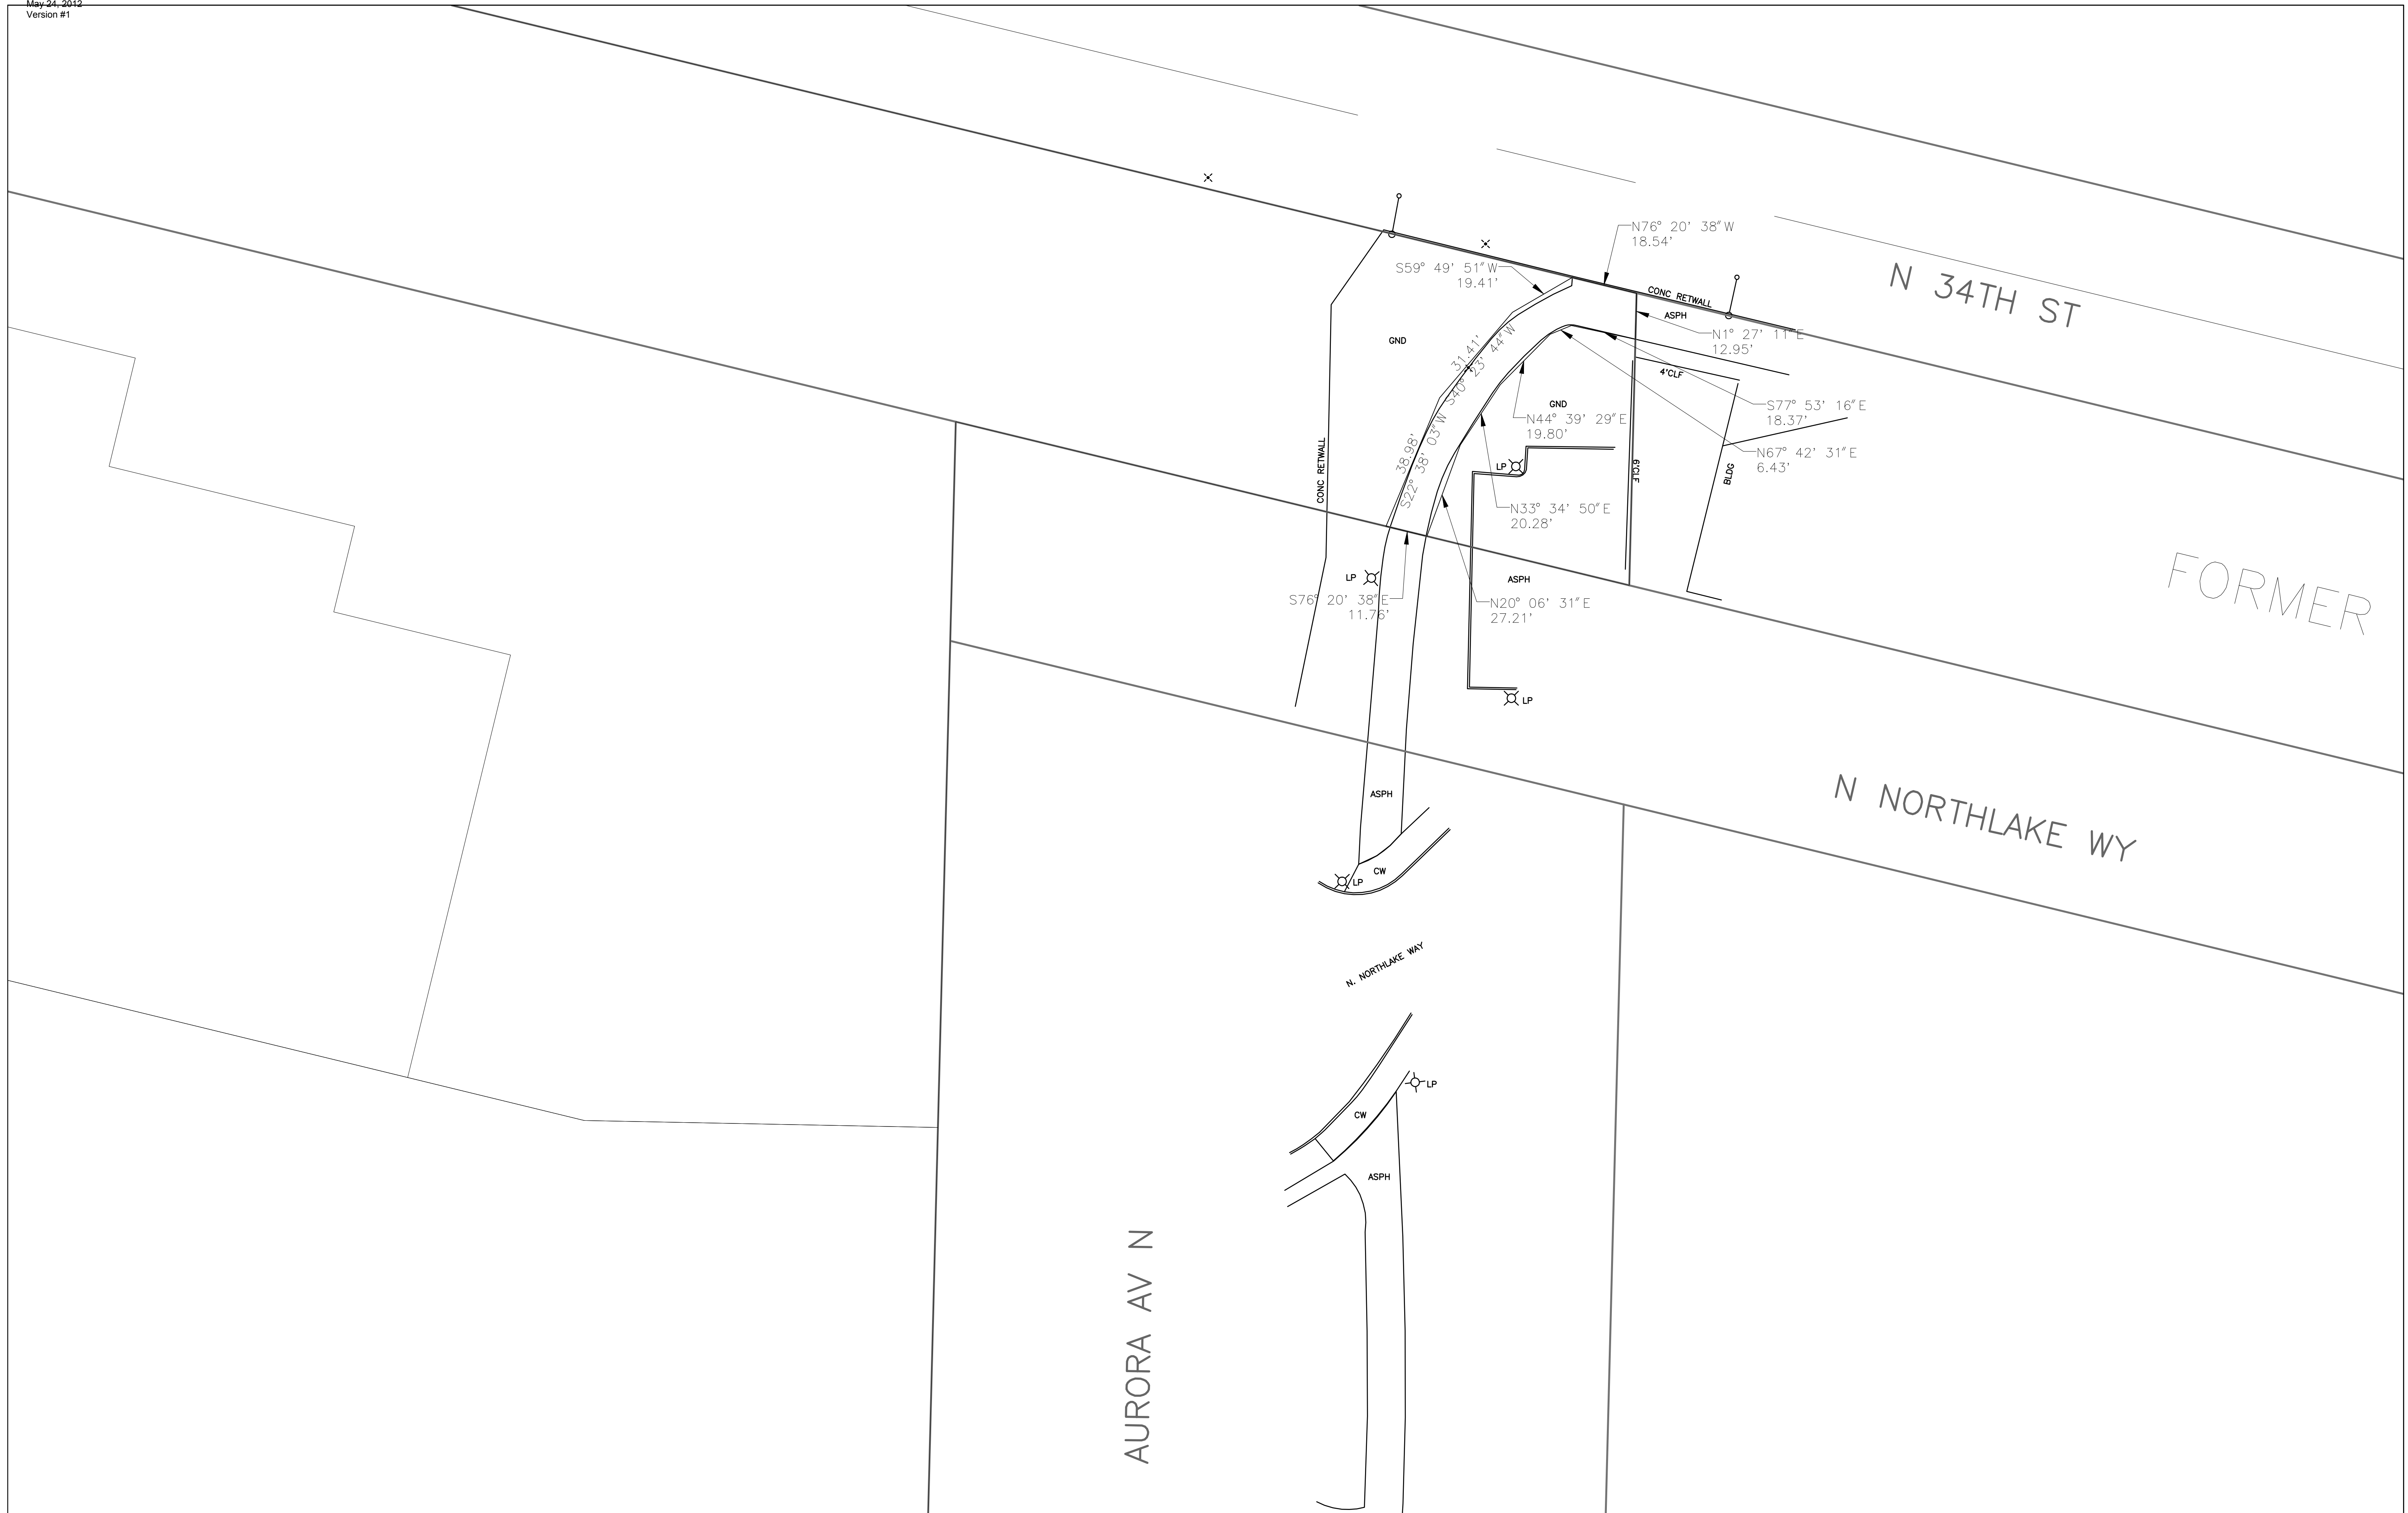 May 24, 2012
Version #1
N76° 20' 38" W
18.54'
S59° 49' 51" W
19.41'
N 34TH ST
CONC RETWALL
ASPH
N1° 27' 11" E
12.95'
GND
31.41'
S40° 23' 44" W
4'CLF
GND
S77° 53' 16" E
18.37'
N44° 39' 29" E
19.80'
38.98'
S22° 38' 03" W
N67° 42' 31" E
6.43'
CONC RETWALL
LP
6'CLF
BLDG
N33° 34' 50" E
20.28'
FORMER
LP
ASPH
S76° 20' 38" E
11.76'
N20° 06' 31" E
27.21'
LP
ASPH
N NORTHLAKE WY
CW
LP
N. NORTHLAKE WAY
LP
CW
ASPH
AURORA AV N